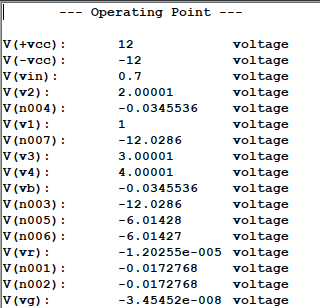 --- Operating Point ---
V(+vcc): 12 voltage
V(-vcc): -12 voltage
V(vin): 0.7 voltage
V(v2): 2.00001 voltage
V(n004): -0.0345536 voltage
V(v1): 1 voltage
V(n007): -12.0286 voltage
V(v3): 3.00001 voltage
V(v4): 4.00001 voltage
V(vb): -0.0345536 voltage
V(n003): -12.0286 voltage
V(n005): -6.01428 voltage
V(n006): -6.01427 voltage
V(vr): -1.20255e-005 voltage
V(n001): -0.0172768 voltage
V(n002): -0.0172768 voltage
V(vg): -3.45452e-008 voltage